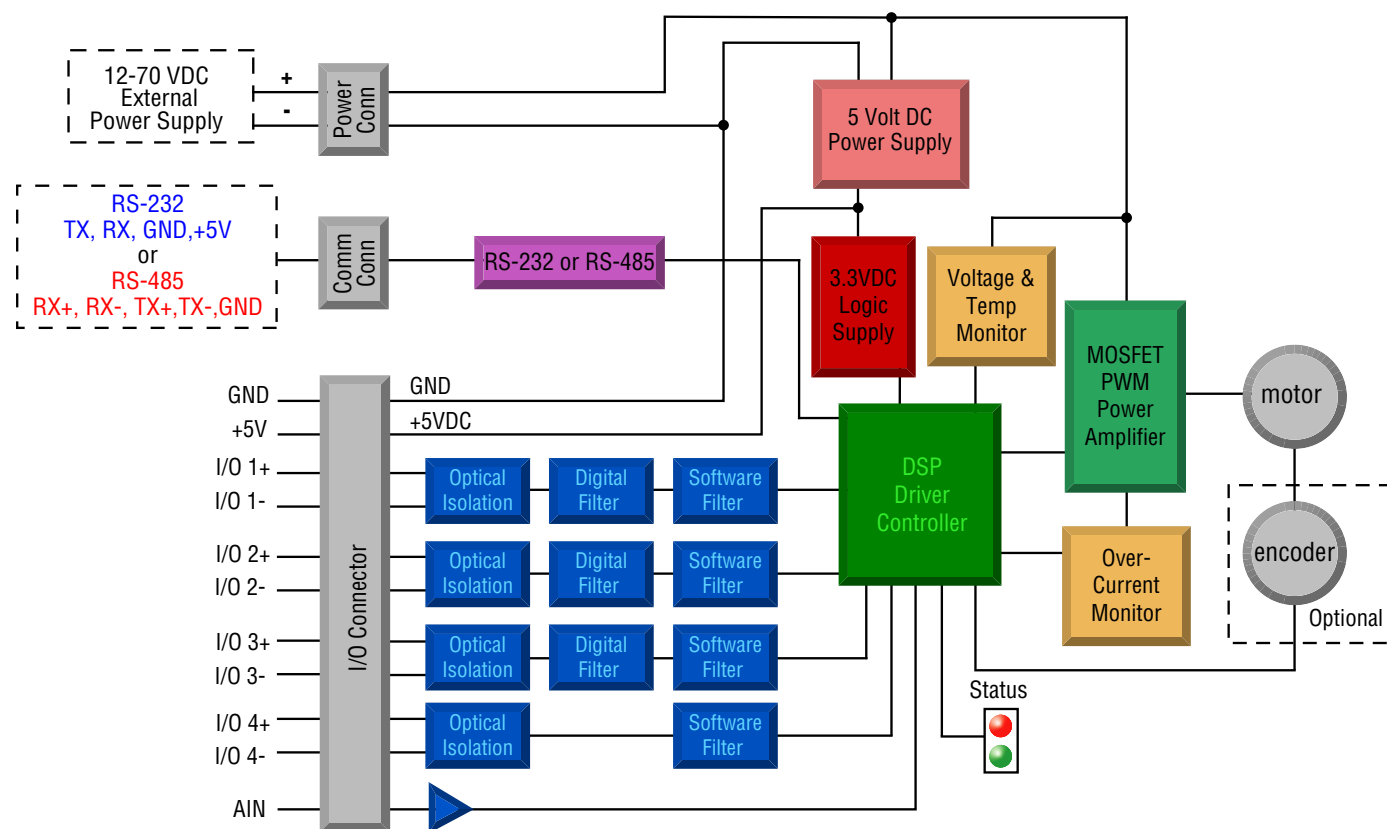 12-70 VDC
External
Power Supply
+
-
Power
Conn
5 Volt DC
Power Supply
RS-232
TX, RX, GND,+5V
or
RS-485
RX+, RX-, TX+,TX-,GND
Comm
Conn
RS-232 or RS-485
3.3VDC
Logic
Supply
Voltage &
Temp
Monitor
MOSFET
PWM
Power
Amplifier
motor
GND
+5V
I/O 1+
I/O 1-
I/O 2+
I/O 2-
I/O 3+
I/O 3-
I/O 4+
I/O 4-
AIN
I/O Connector
GND
+5VDC
Optical
Isolation
Digital
Filter
Software
Filter
Optical
Isolation
Digital
Filter
Software
Filter
Optical
Isolation
Digital
Filter
Software
Filter
Optical
Isolation
Software
Filter
DSP
Driver
Controller
Over-
Current
Monitor
encoder
Optional
Status